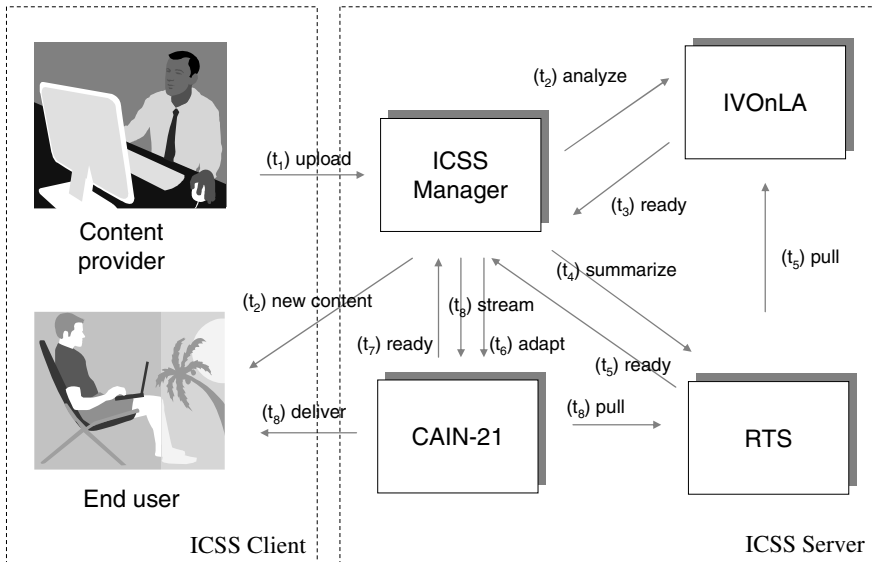 (t1) upload
Content
provider
ICSS
Manager
(t2) analyze
IVOnLA
(t3) ready
(t4) summarize
(t5) pull
(t2) new content
(t8) stream
(t7) ready
(t6) adapt
(t5) ready
(t8) deliver
CAIN-21
(t8) pull
RTS
End user
ICSS Client
ICSS Server